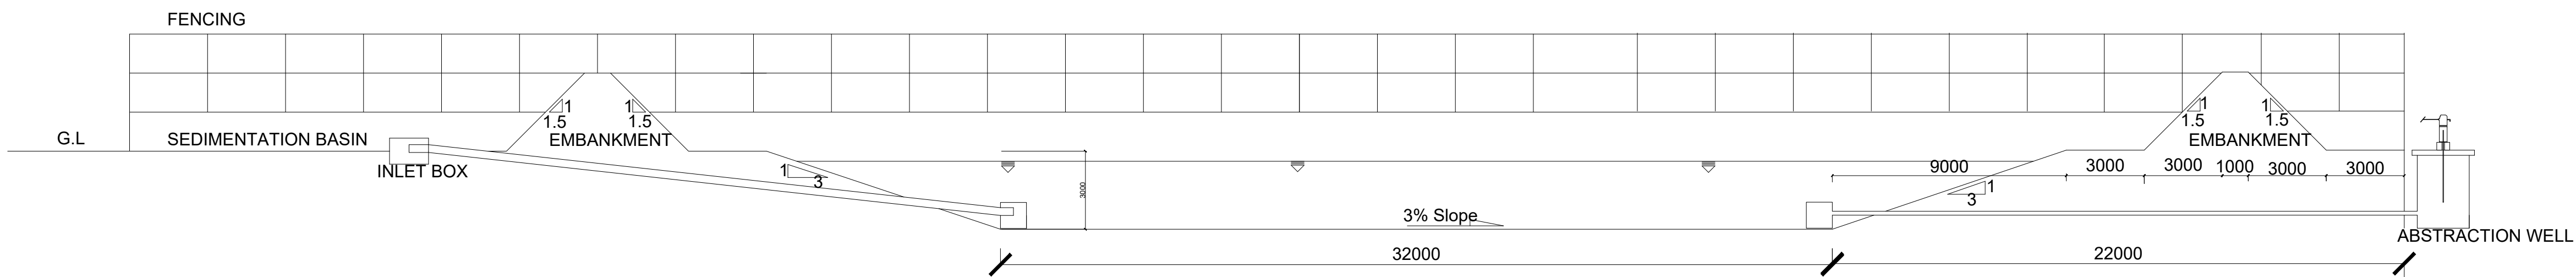 FENCING
G.L
SEDIMENTATION BASIN
INLET BOX
1
1.5
1
1.5
EMBANKMENT
1
3
3000
3% Slope
32000
9000
3000
3000
1000
3000
3000
1
3
1
1.5
1
1.5
EMBANKMENT
22000
ABSTRACTION WELL